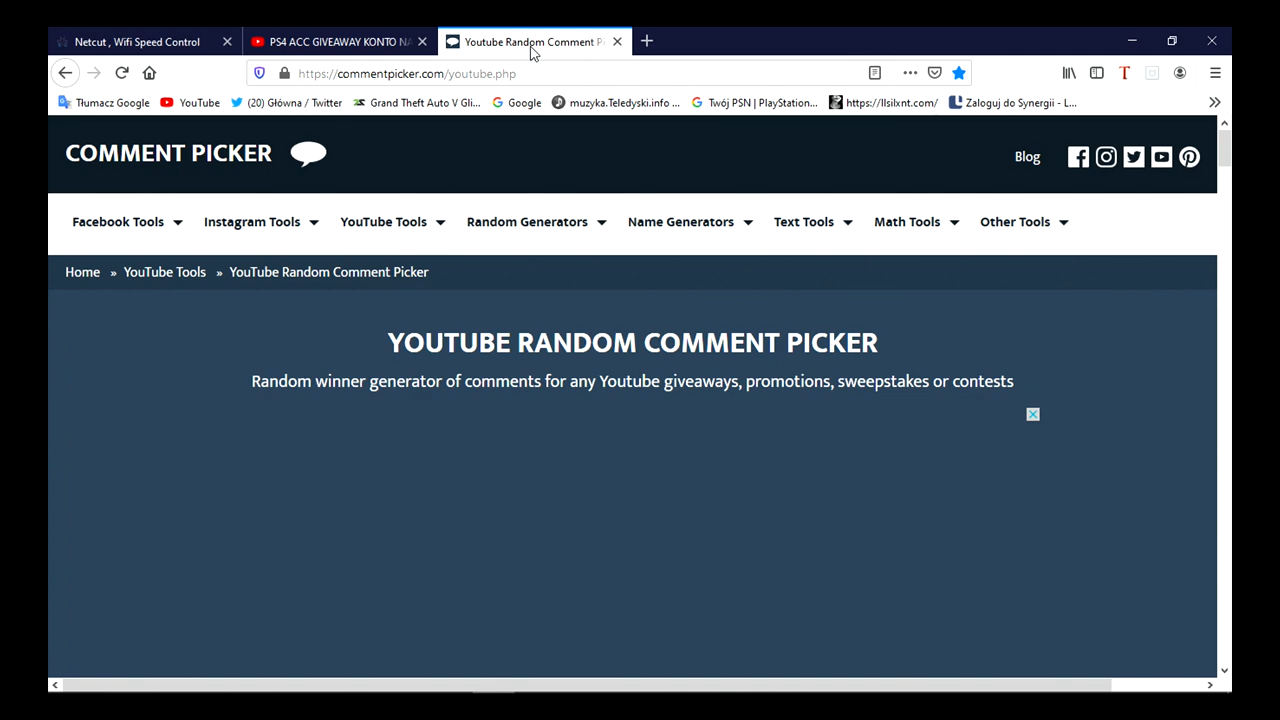 Netcut , Wifi Speed Control
PS4 ACC GIVEAWAY KONTO NA
Youtube Random Comment Pi
https://commentpicker.com/youtube.php
Tłumacz Google
YouTube
(20) Główna / Twitter
Grand Theft Auto V Gli...
Google
muzyka.Teledyski.info ...
Twój PSN | PlayStation...
https://llsilxnt.com/
Zaloguj do Synergii - L...
COMMENT PICKER
Blog
Facebook Tools
Instagram Tools
YouTube Tools
Random Generators
Name Generators
Text Tools
Math Tools
Other Tools
Home » YouTube Tools » YouTube Random Comment Picker
YOUTUBE RANDOM COMMENT PICKER
Random winner generator of comments for any Youtube giveaways, promotions, sweepstakes or contests